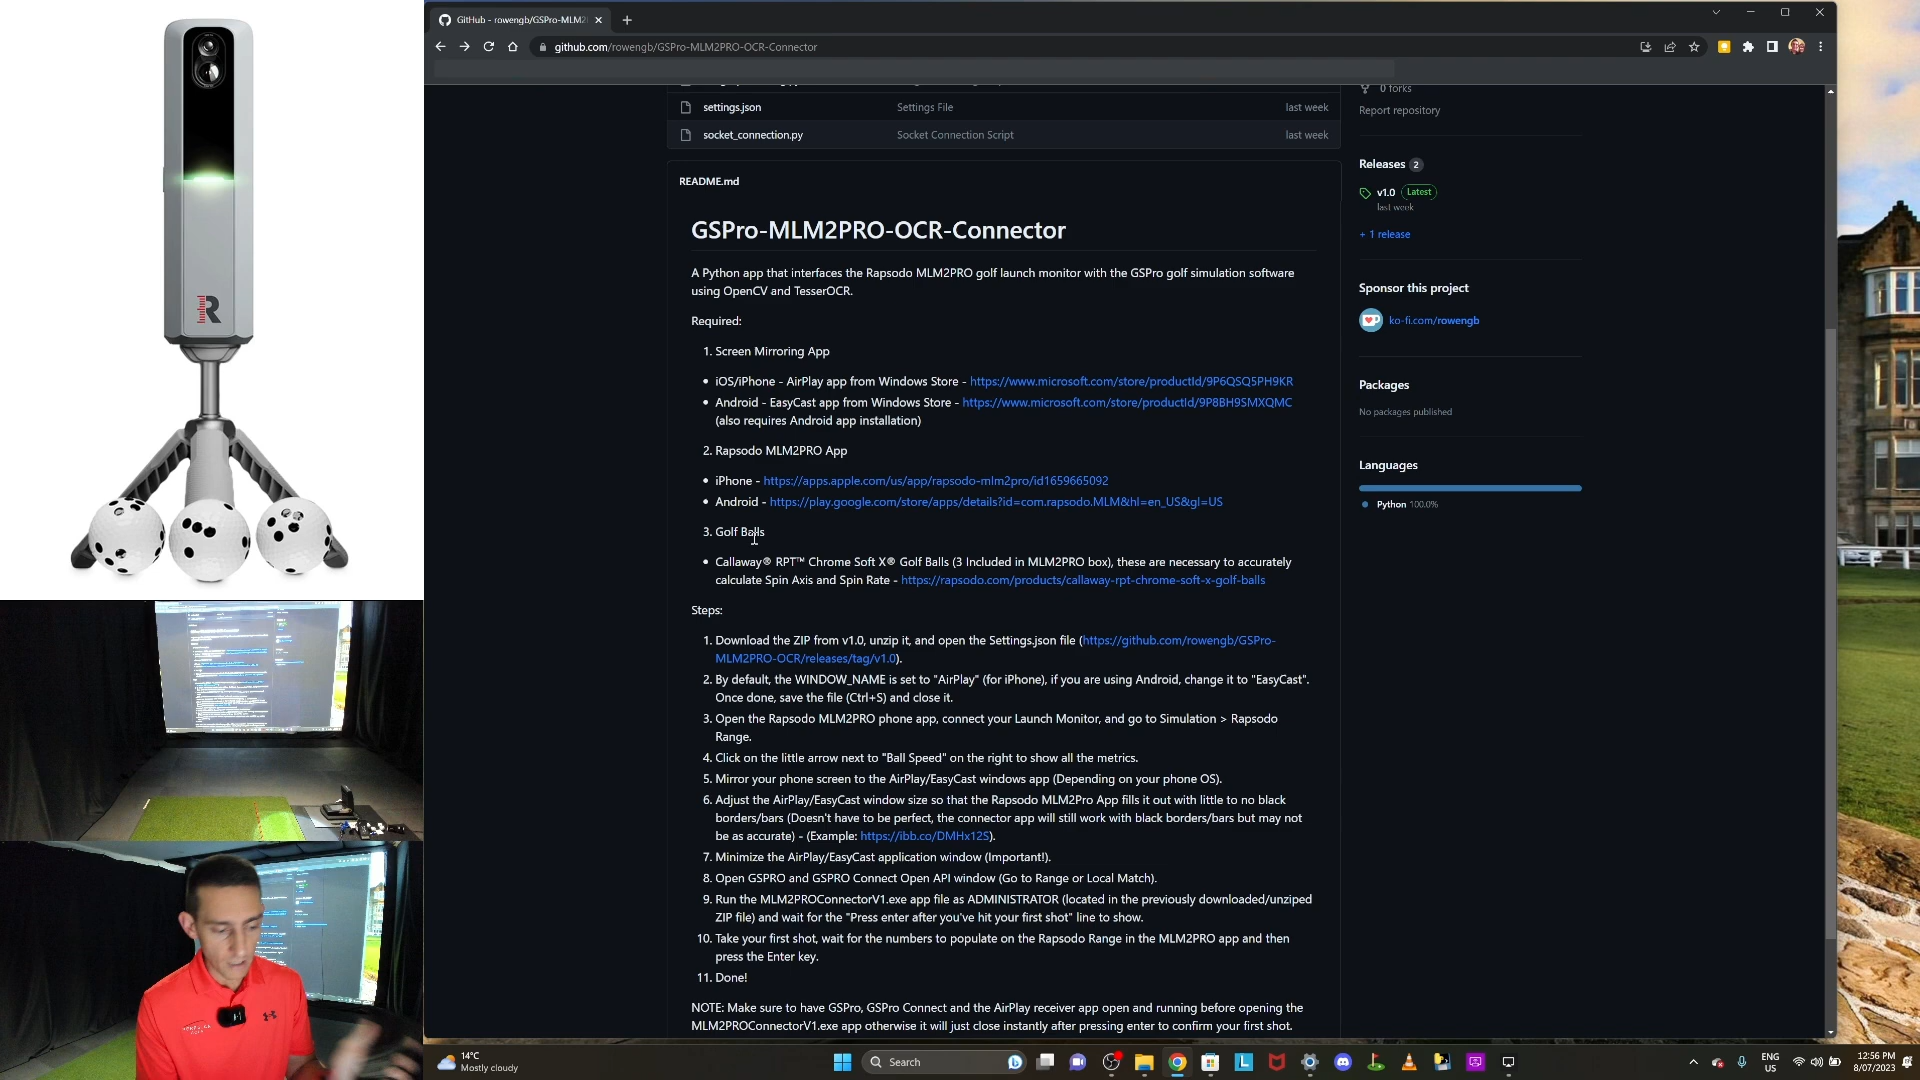 GitHub - rowengb/GSPro-MLM2
github.com/rowengb/GSPro-MLM2PRO-OCR-Connector
settings.json Settings File last week
socket_connection.py Socket Connection Script last week
README.md
GSPro-MLM2PRO-OCR-Connector
A Python app that interfaces the Rapsodo MLM2PRO golf launch monitor with the GSPro golf simulation software
using OpenCV and TesserOCR.
Required:
1. Screen Mirroring App
• iOS/iPhone - AirPlay app from Windows Store - https://www.microsoft.com/store/productId/9P6QSQ5PH9KR
• Android - EasyCast app from Windows Store - https://www.microsoft.com/store/productId/9P8BH9SMXQMC
(also requires Android app installation)
2. Rapsodo MLM2PRO App
• iPhone - https://apps.apple.com/us/app/rapsodo-mlm2pro/id1659665092
• Android - https://play.google.com/store/apps/details?id=com.rapsodo.MLM&hl=en_US&gl=US
3. Golf Balls
• Callaway® RPT™ Chrome Soft X® Golf Balls (3 Included in MLM2PRO box), these are necessary to accurately
calculate Spin Axis and Spin Rate - https://rapsodo.com/products/callaway-rpt-chrome-soft-x-golf-balls
Steps:
1. Download the ZIP from v1.0, unzip it, and open the Settings.json file (https://github.com/rowengb/GSPro-
MLM2PRO-OCR/releases/tag/v1.0).
2. By default, the WINDOW_NAME is set to "AirPlay" (for iPhone), if you are using Android, change it to "EasyCast".
Once done, save the file (Ctrl+S) and close it.
3. Open the Rapsodo MLM2PRO phone app, connect your Launch Monitor, and go to Simulation > Rapsodo
Range.
4. Click on the little arrow next to "Ball Speed" on the right to show all the metrics.
5. Mirror your phone screen to the AirPlay/EasyCast windows app (Depending on your phone OS).
6. Adjust the AirPlay/EasyCast window size so that the Rapsodo MLM2Pro App fills it out with little to no black
borders/bars (Doesn't have to be perfect, the connector app will still work with black borders/bars but may not
be as accurate) - (Example: https://ibb.co/DMHx12S).
7. Minimize the AirPlay/EasyCast application window (Important!).
8. Open GSPRO and GSPRO Connect Open API window (Go to Range or Local Match).
9. Run the MLM2PROConnectorV1.exe app file as ADMINISTRATOR (located in the previously downloaded/unziped
ZIP file) and wait for the "Press enter after you've hit your first shot" line to show.
10. Take your first shot, wait for the numbers to populate on the Rapsodo Range in the MLM2PRO app and then
press the Enter key.
11. Done!
NOTE: Make sure to have GSPro, GSPro Connect and the AirPlay receiver app open and running before opening the
MLM2PROConnectorV1.exe app otherwise it will just close instantly after pressing enter to confirm your first shot.
0 forks
Report repository
Releases 2
v1.0 Latest
last week
+ 1 release
Sponsor this project
ko-fi.com/rowengb
Packages
No packages published
Languages
Python 100.0%
R
14°C
Mostly cloudy
Search
ENG
US
12:56 PM
8/07/2023